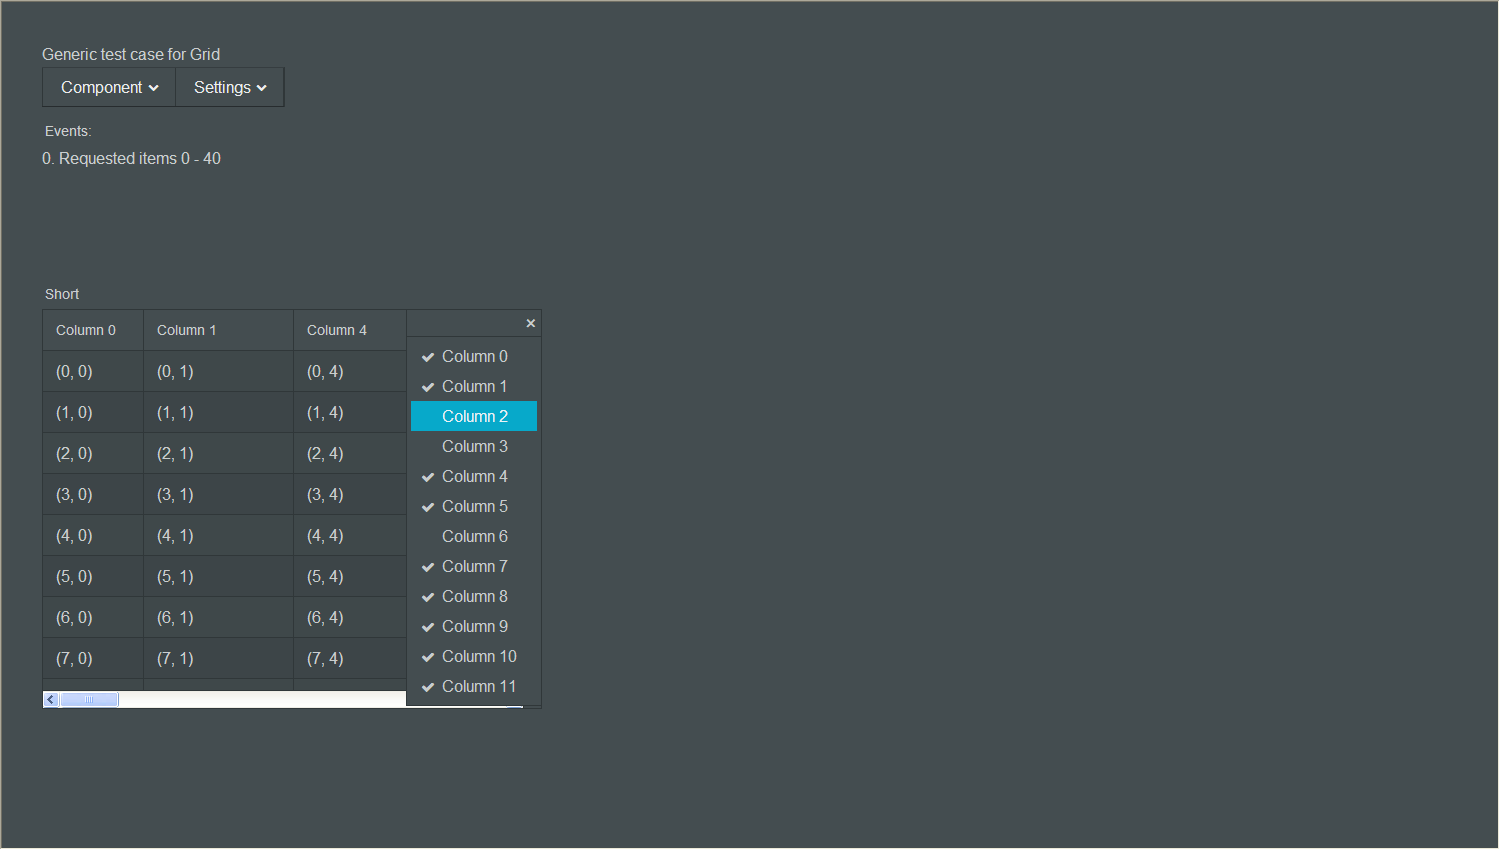 Generic test case for Grid
Component Settings
Events:
0. Requested items 0 - 40
Short
Column 0 Column 1 Column 4
(0, 0) (0, 1) (0, 4)
(1, 0) (1, 1) (1, 4)
(2, 0) (2, 1) (2, 4)
(3, 0) (3, 1) (3, 4)
(4, 0) (4, 1) (4, 4)
(5, 0) (5, 1) (5, 4)
(6, 0) (6, 1) (6, 4)
(7, 0) (7, 1) (7, 4)
Column 0
Column 1
Column 2
Column 3
Column 4
Column 5
Column 6
Column 7
Column 8
Column 9
Column 10
Column 11